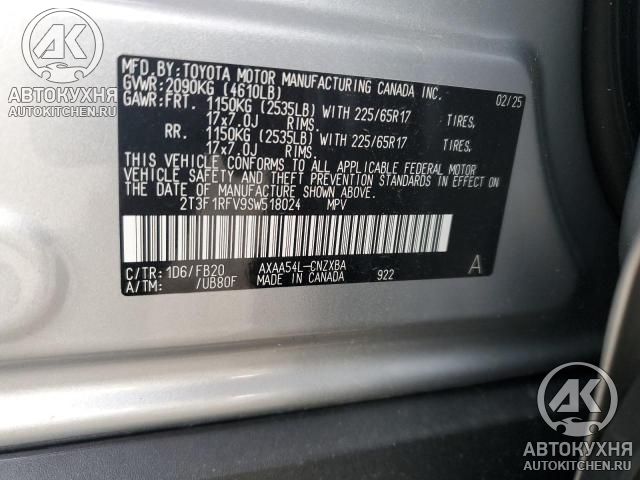 MFD.BY:TOYOTA MOTOR MANUFACTURING CANADA INC.
GVWR:2090KG (4610LB) 02/25
GAWR:FRT. 1150KG (2535LB) WITH 225/65R17 TIRES,
17x7.0J RIMS.
RR. 1150KG (2535LB) WITH 225/65R17 TIRES,
17x7.0J RIMS.
THIS VEHICLE CONFORMS TO ALL APPLICABLE FEDERAL MOTOR
VEHICLE SAFETY AND THEFT PREVENTION STANDARDS IN EFFECT ON
THE DATE OF MANUFACTURE SHOWN ABOVE.
2T3F1RFV9SW518024 MPV
C/TR:1D6/FB20 AXAA54L-CNZXBA A
A/TM: /UB80F MADE IN CANADA 922
АК
АВТОКУХНЯ
AUTOKITCHEN.RU
АК
АВТОКУХНЯ
AUTOKITCHEN.RU